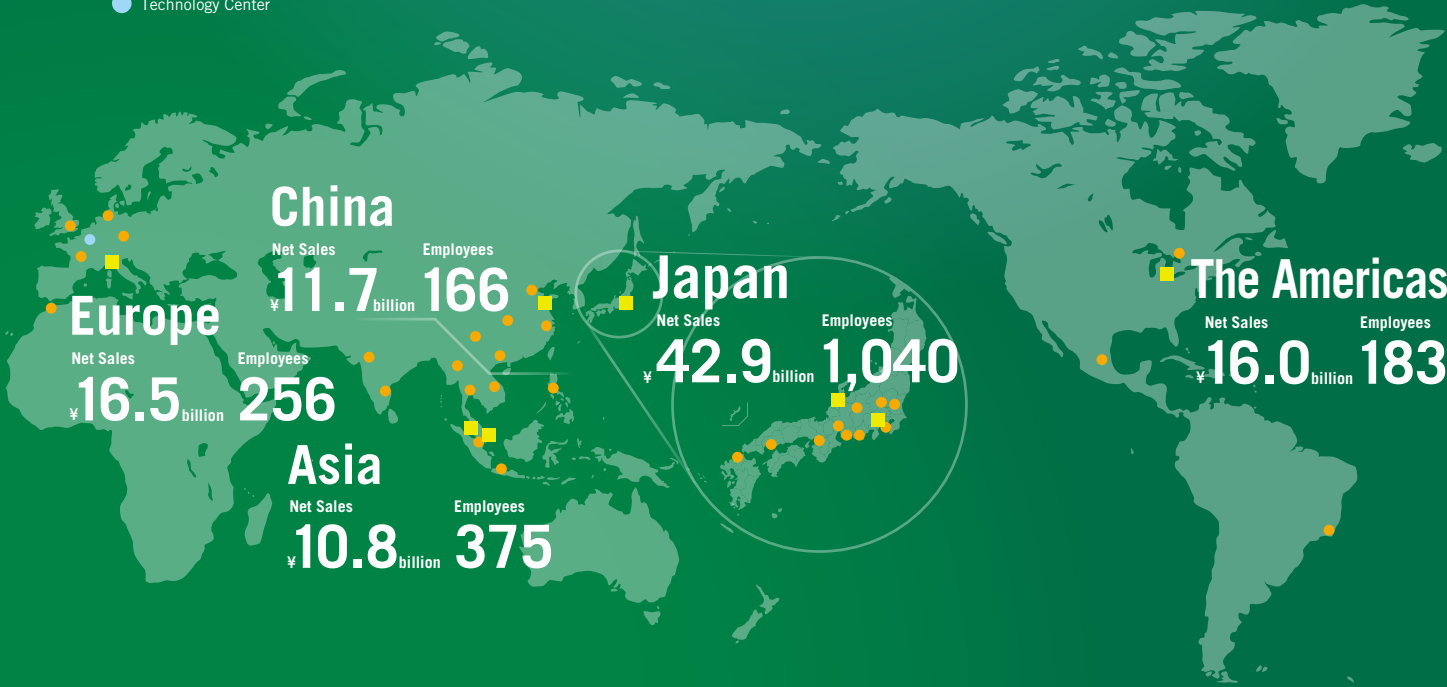 Technology Center
China
Net Sales Employees
¥11.7billion 166
Japan
Net Sales Employees
¥42.9billion 1,040
The Americas
Net Sales Employees
¥16.0billion 183
Europe
Net Sales Employees
¥16.5billion 256
Asia
Net Sales Employees
¥10.8billion 375